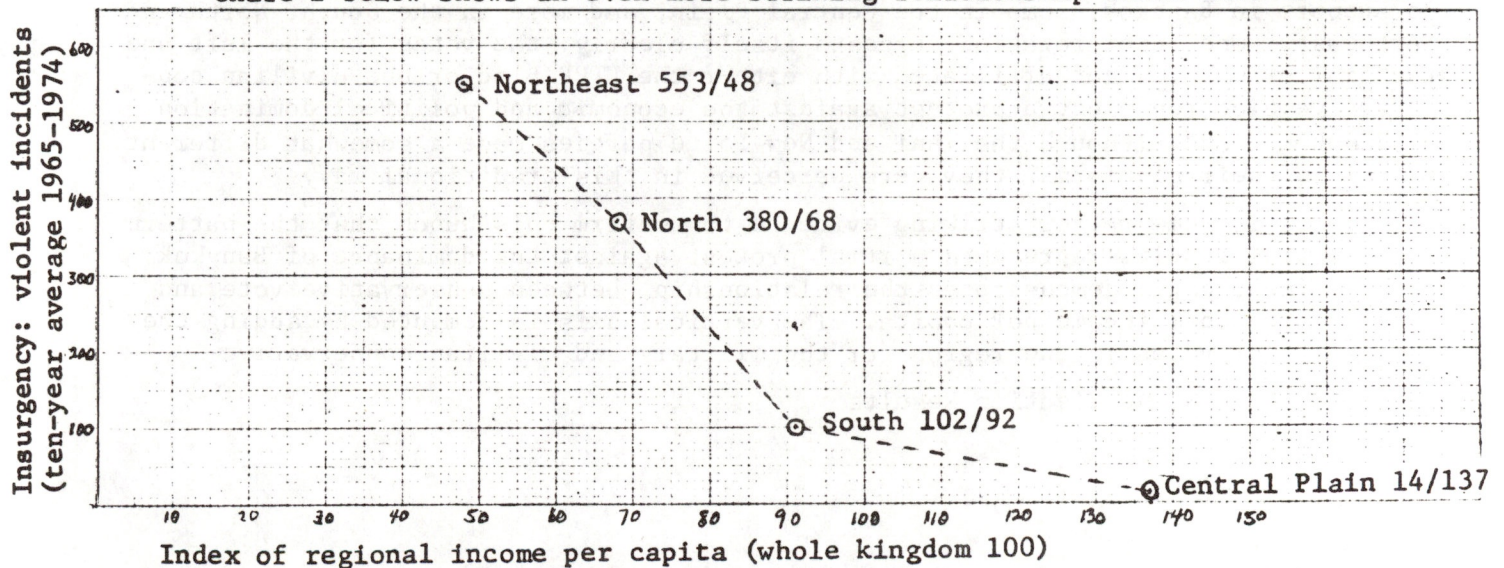 Insurgency: violent incidents
(ten-year average 1965-1974)
600
500
400
300
200
100
Northeast 553/48
North 380/68
South 102/92
Central Plain 14/137
10 20 30 40 50 60 70 80 90 100 110 120 130 140 150
Index of regional income per capita (whole kingdom 100)